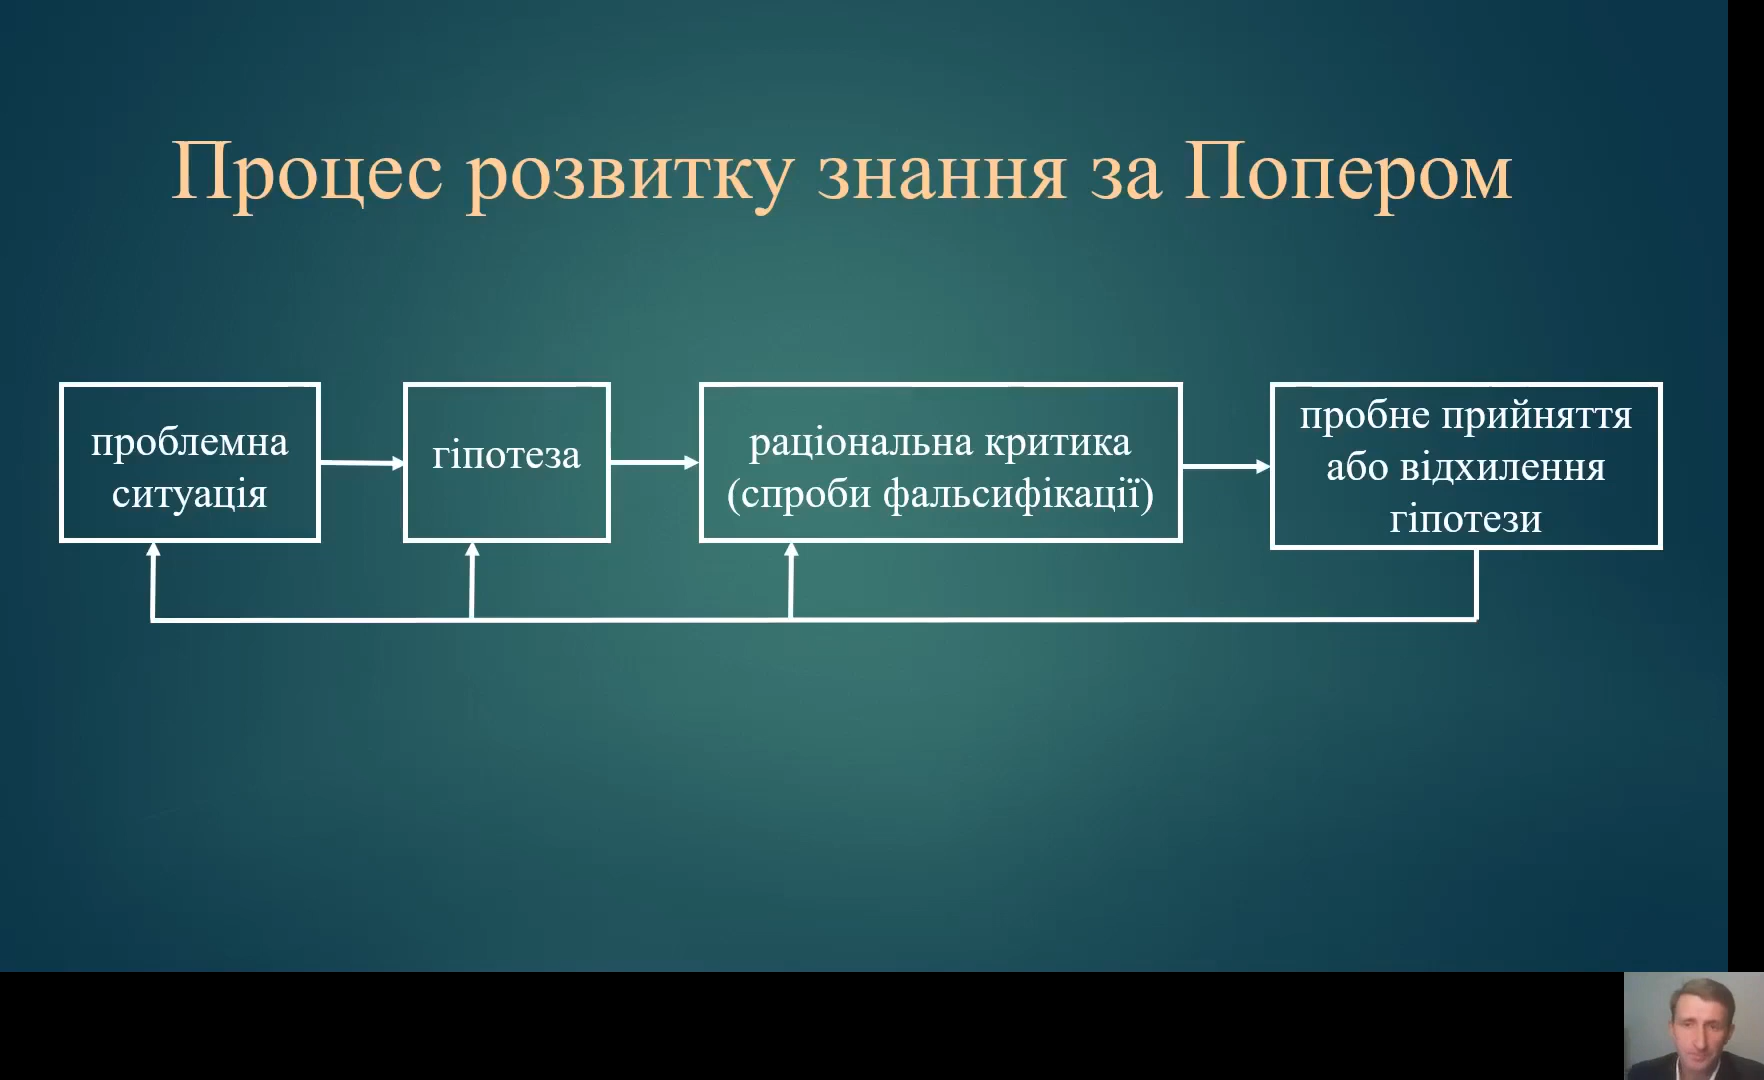 Процес розвитку знання за Попером
проблемна
ситуація
гіпотеза
раціональна критика
(спроби фальсифікації)
пробне прийняття
або відхилення
гіпотези